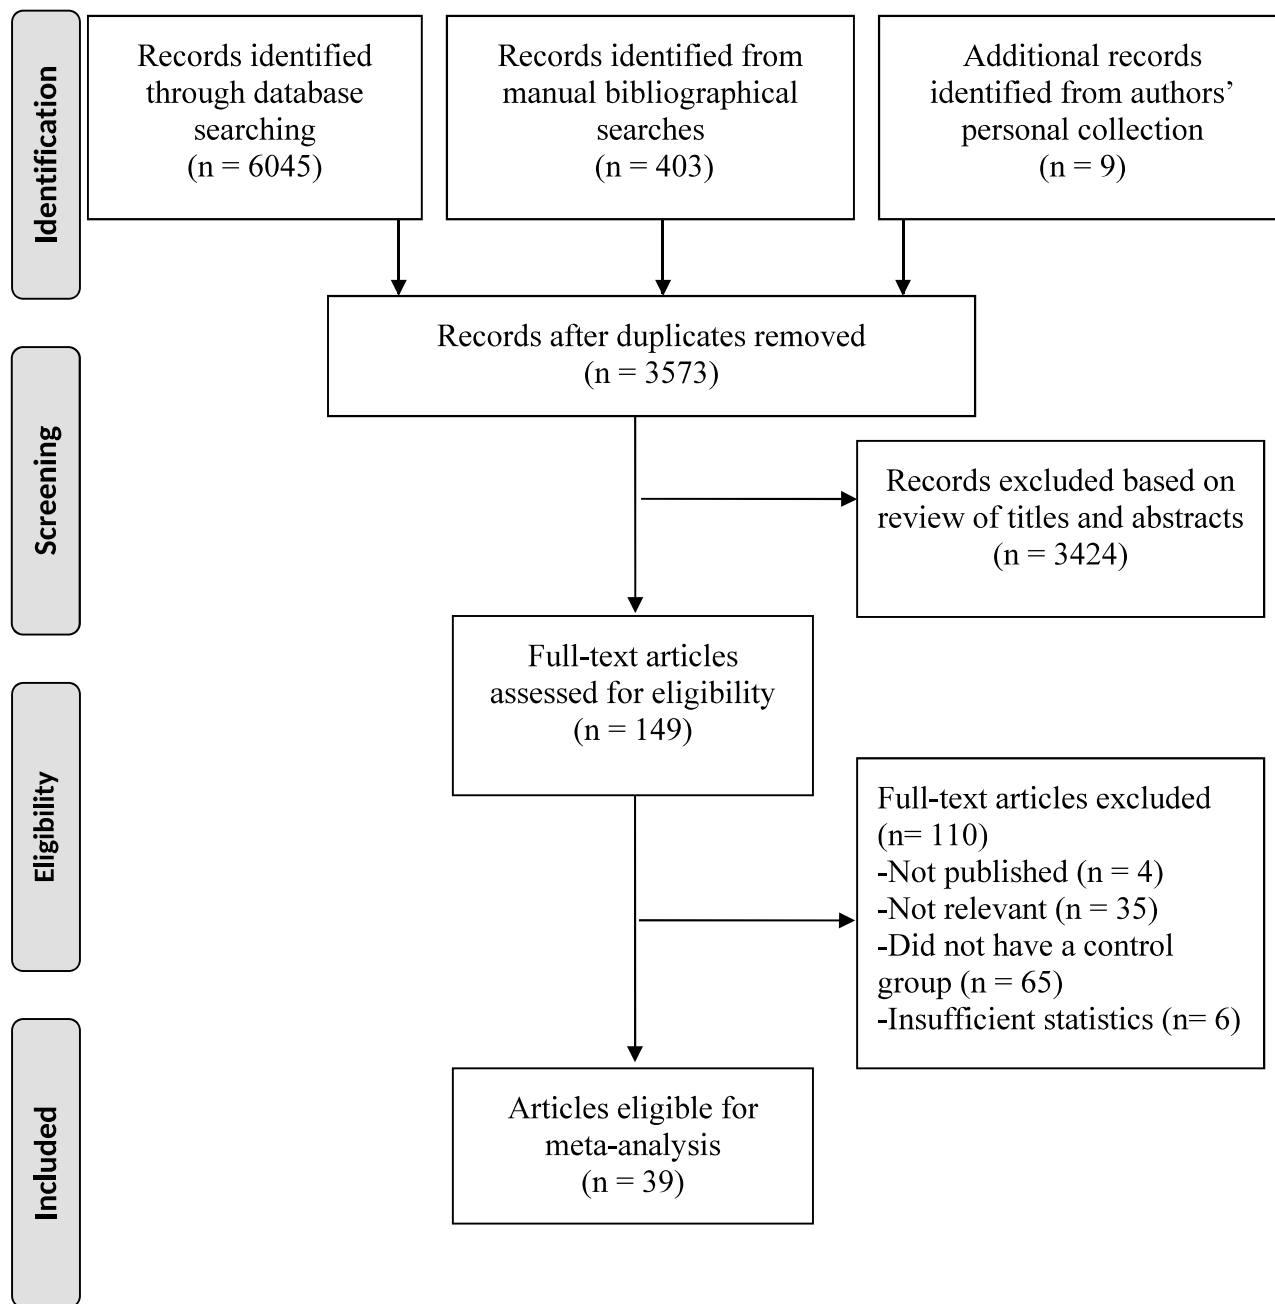 Identification
Records identified
through database
searching
(n = 6045)
Records identified from
manual bibliographical
searches
(n = 403)
Additional records
identified from authors’
personal collection
(n = 9)
Records after duplicates removed
(n = 3573)
Screening
Records excluded based on
review of titles and abstracts
(n = 3424)
Full-text articles
assessed for eligibility
(n = 149)
Eligibility
Full-text articles excluded
(n= 110)
-Not published (n = 4)
-Not relevant (n = 35)
-Did not have a control
group (n = 65)
-Insufficient statistics (n= 6)
Included
Articles eligible for
meta-analysis
(n = 39)